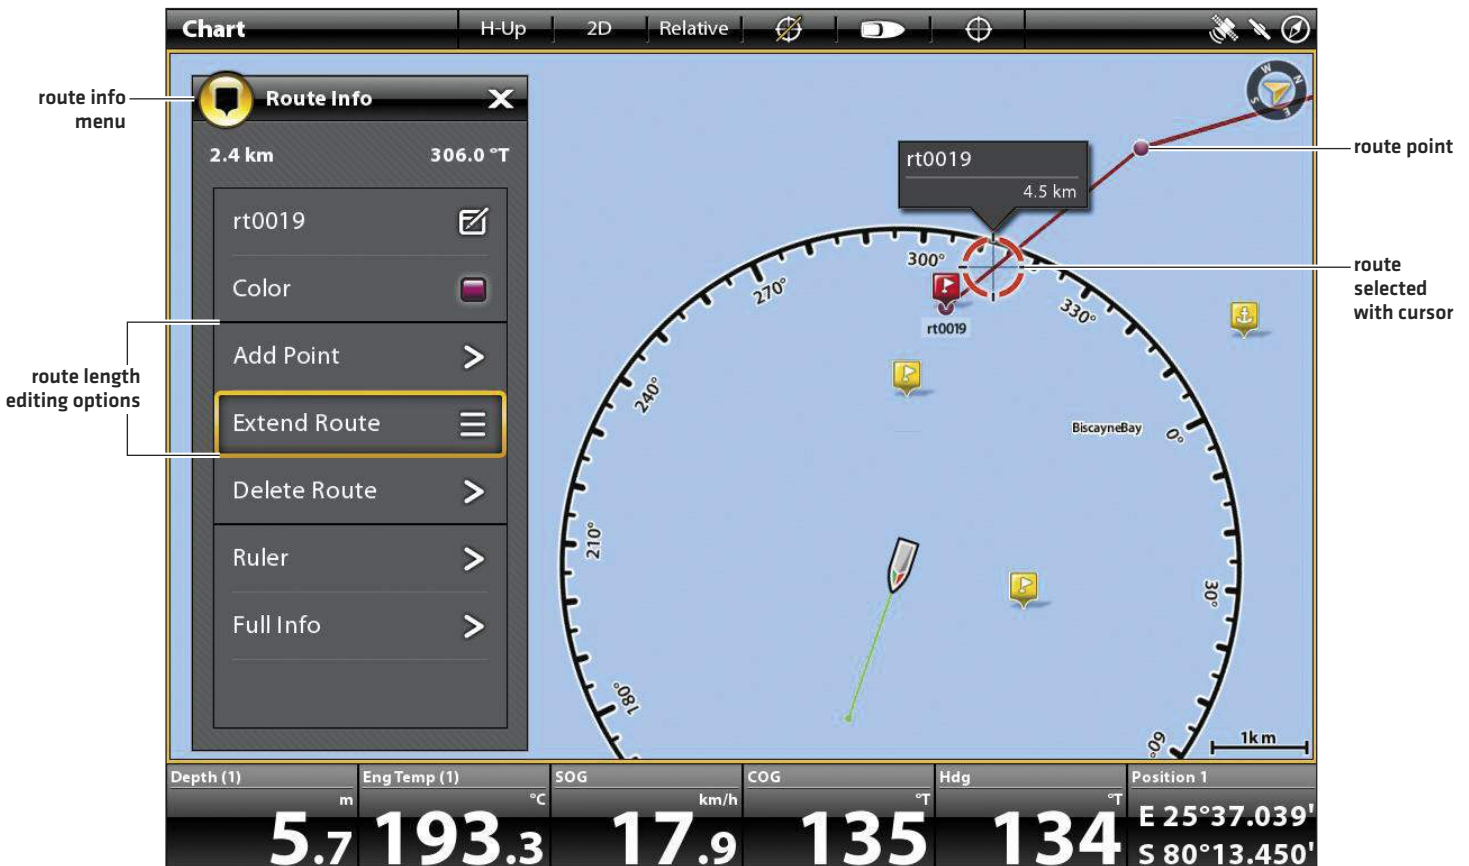 Chart
H-Up
2D
Relative
route info
menu
Route Info
X
2.4 km
306.0 °T
rt0019
Color
Add Point
route length
editing options
Extend Route
Delete Route
Ruler
Full Info
W
N
S
E
rt0019
4.5 km
route point
route
selected
with cursor
300°
270°
330°
240°
0°
210°
30°
180°
60°
rt0019
BiscayneBay
1km
Depth (1)
m
5.7
Eng Temp (1)
°C
193.3
SOG
km/h
17.9
COG
°T
135
Hdg
°T
134
Position 1
E 25°37.039'
S 80°13.450'